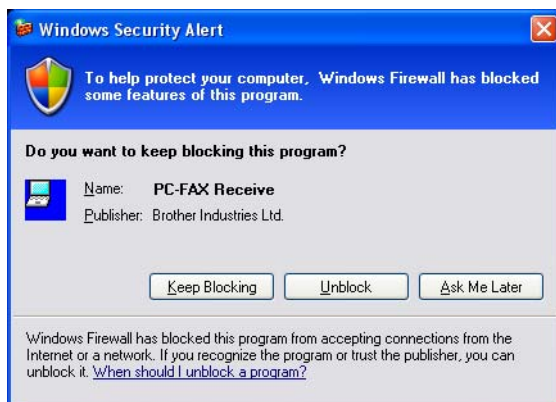 Windows Security Alert
To help protect your computer, Windows Firewall has blocked
some features of this program.
Do you want to keep blocking this program?
Name: PC-FAX Receive
Publisher: Brother Industries Ltd.
Keep Blocking Unblock Ask Me Later
Windows Firewall has blocked this program from accepting connections from the
Internet or a network. If you recognize the program or trust the publisher, you can
unblock it. When should I unblock a program?